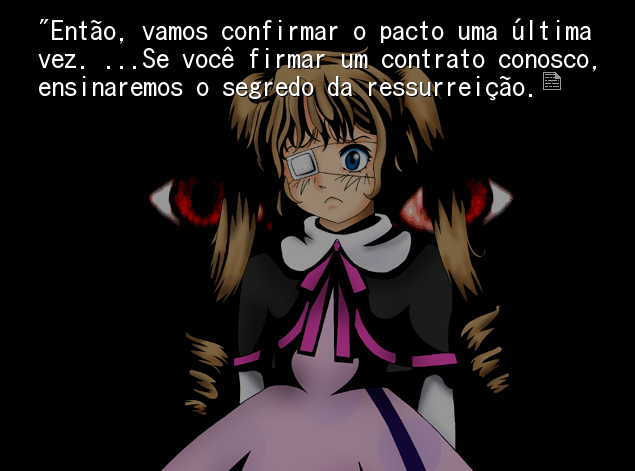 "Então, vamos confirmar o pacto uma última
vez. ...Se você firmar um contrato conosco,
ensinaremos o segredo da ressurreição.